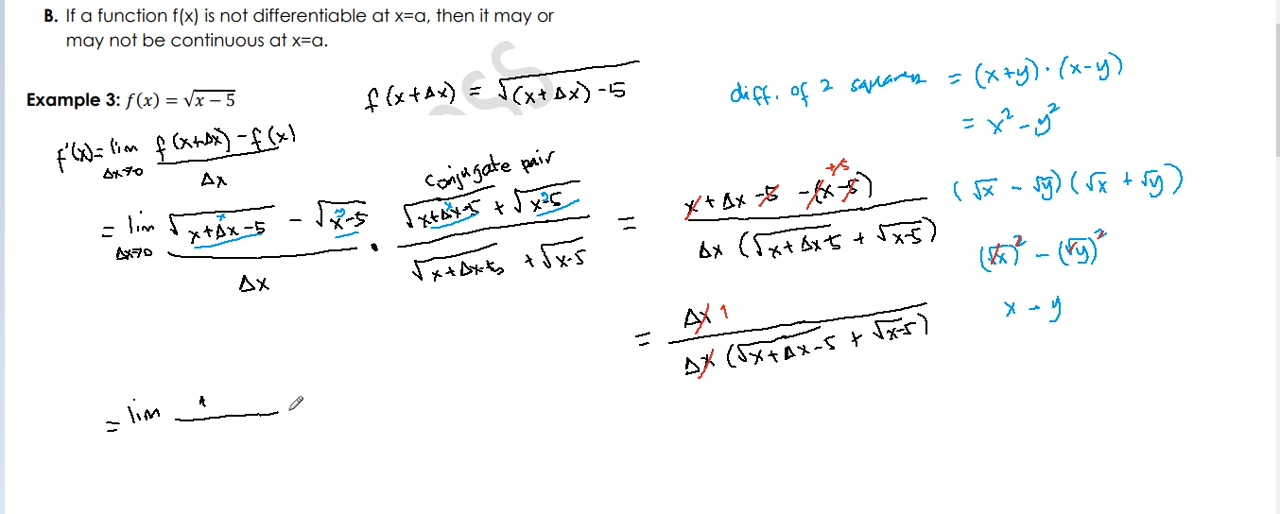 B. If a function f(x) is not differentiable at x=a, then it may or
may not be continuous at x=a.
Example 3: f(x) = √x − 5
f(x+Δx) = √(x+Δx) −5
f'(x) = lim Δx→0 f(x+Δx) − f(x) / Δx
conjugate pair
= lim Δx→0 √x+Δx−5 − √x−5 / Δx · √x+Δx−5 + √x−5 / √x+Δx−5 + √x−5
= x + Δx −5 −(x−5) +5 / Δx (√x+Δx−5 + √x−5)
= Δx 1 / Δx (√x+Δx−5 + √x−5)
= lim 1
diff. of 2 squares = (x+y)·(x−y)
= x² − y²
(√x − √y)(√x + √y)
(√x)² − (√y)²
x − y